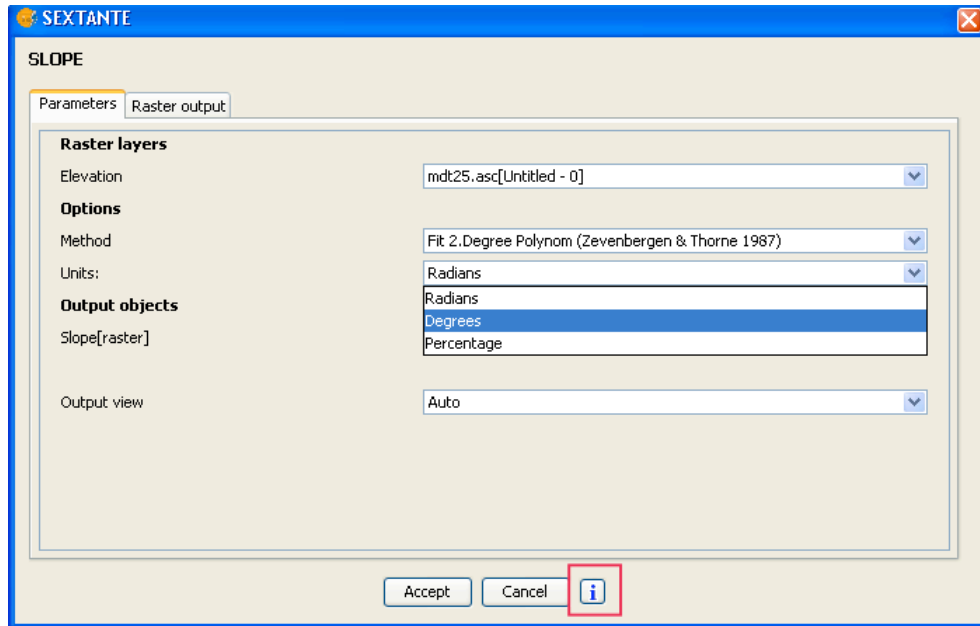 SEXTANTE
SLOPE
Parameters Raster output
Raster layers
Elevation mdt25.asc[Untitled - 0]
Options
Method Fit 2.Degree Polynom (Zevenbergen & Thorne 1987)
Units: Radians
Radians
Output objects
Degrees
Slope[raster]
Percentage
Output view Auto
Accept Cancel i